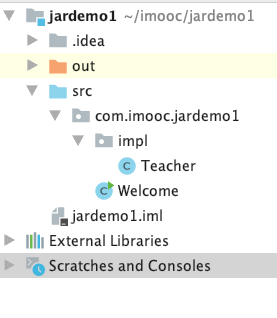 jardemo1 ~/imooc/jardemo1
.idea
out
src
com.imooc.jardemo1
impl
Teacher
Welcome
jardemo1.iml
External Libraries
Scratches and Consoles